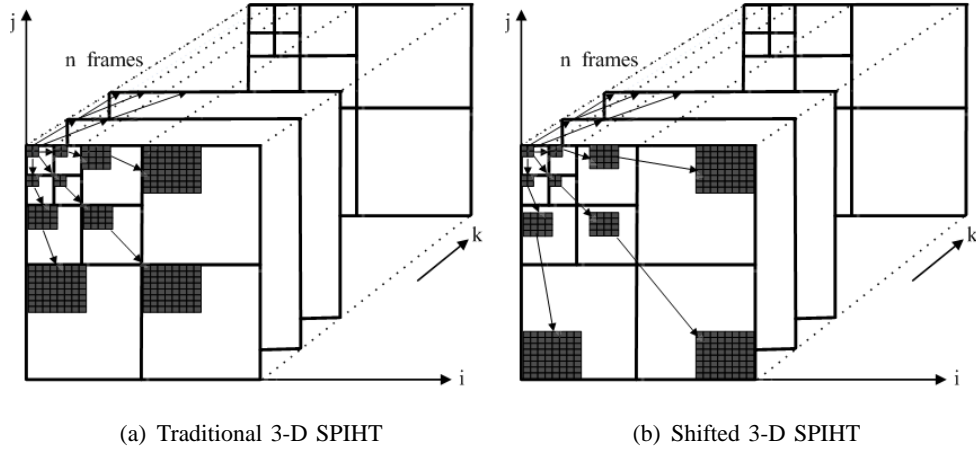 j
n frames
k
i
(a) Traditional 3-D SPIHT
j
n frames
k
i
(b) Shifted 3-D SPIHT